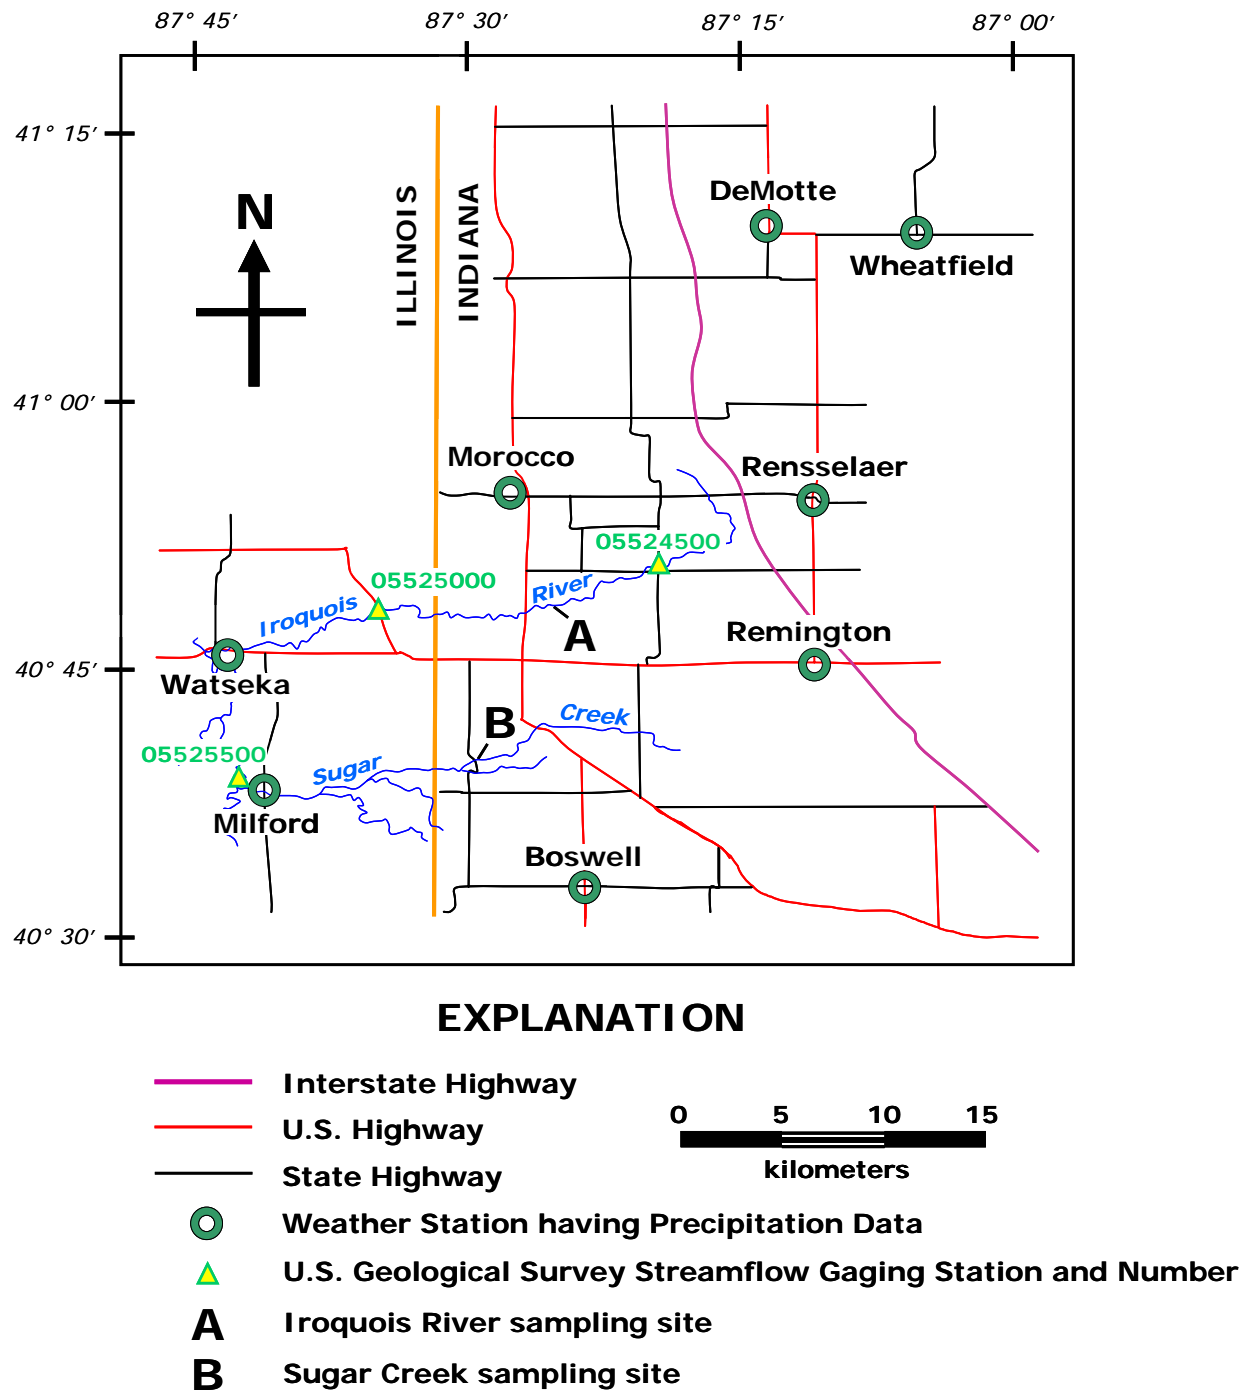 87° 45′ 87° 30′ 87° 15′ 87° 00′
41° 15′
DeMotte
N
ILLINOIS
INDIANA
Wheatfield
41° 00′
Morocco
Rensselaer
05524500
05525000
River
Iroquois
A
Remington
40° 45′
Watseka
B
Creek
05525500
Sugar
Milford
Boswell
40° 30′
EXPLANATION
Interstate Highway
U.S. Highway
State Highway
0 5 10 15
kilometers
Weather Station having Precipitation Data
U.S. Geological Survey Streamflow Gaging Station and Number
A Iroquois River sampling site
B Sugar Creek sampling site